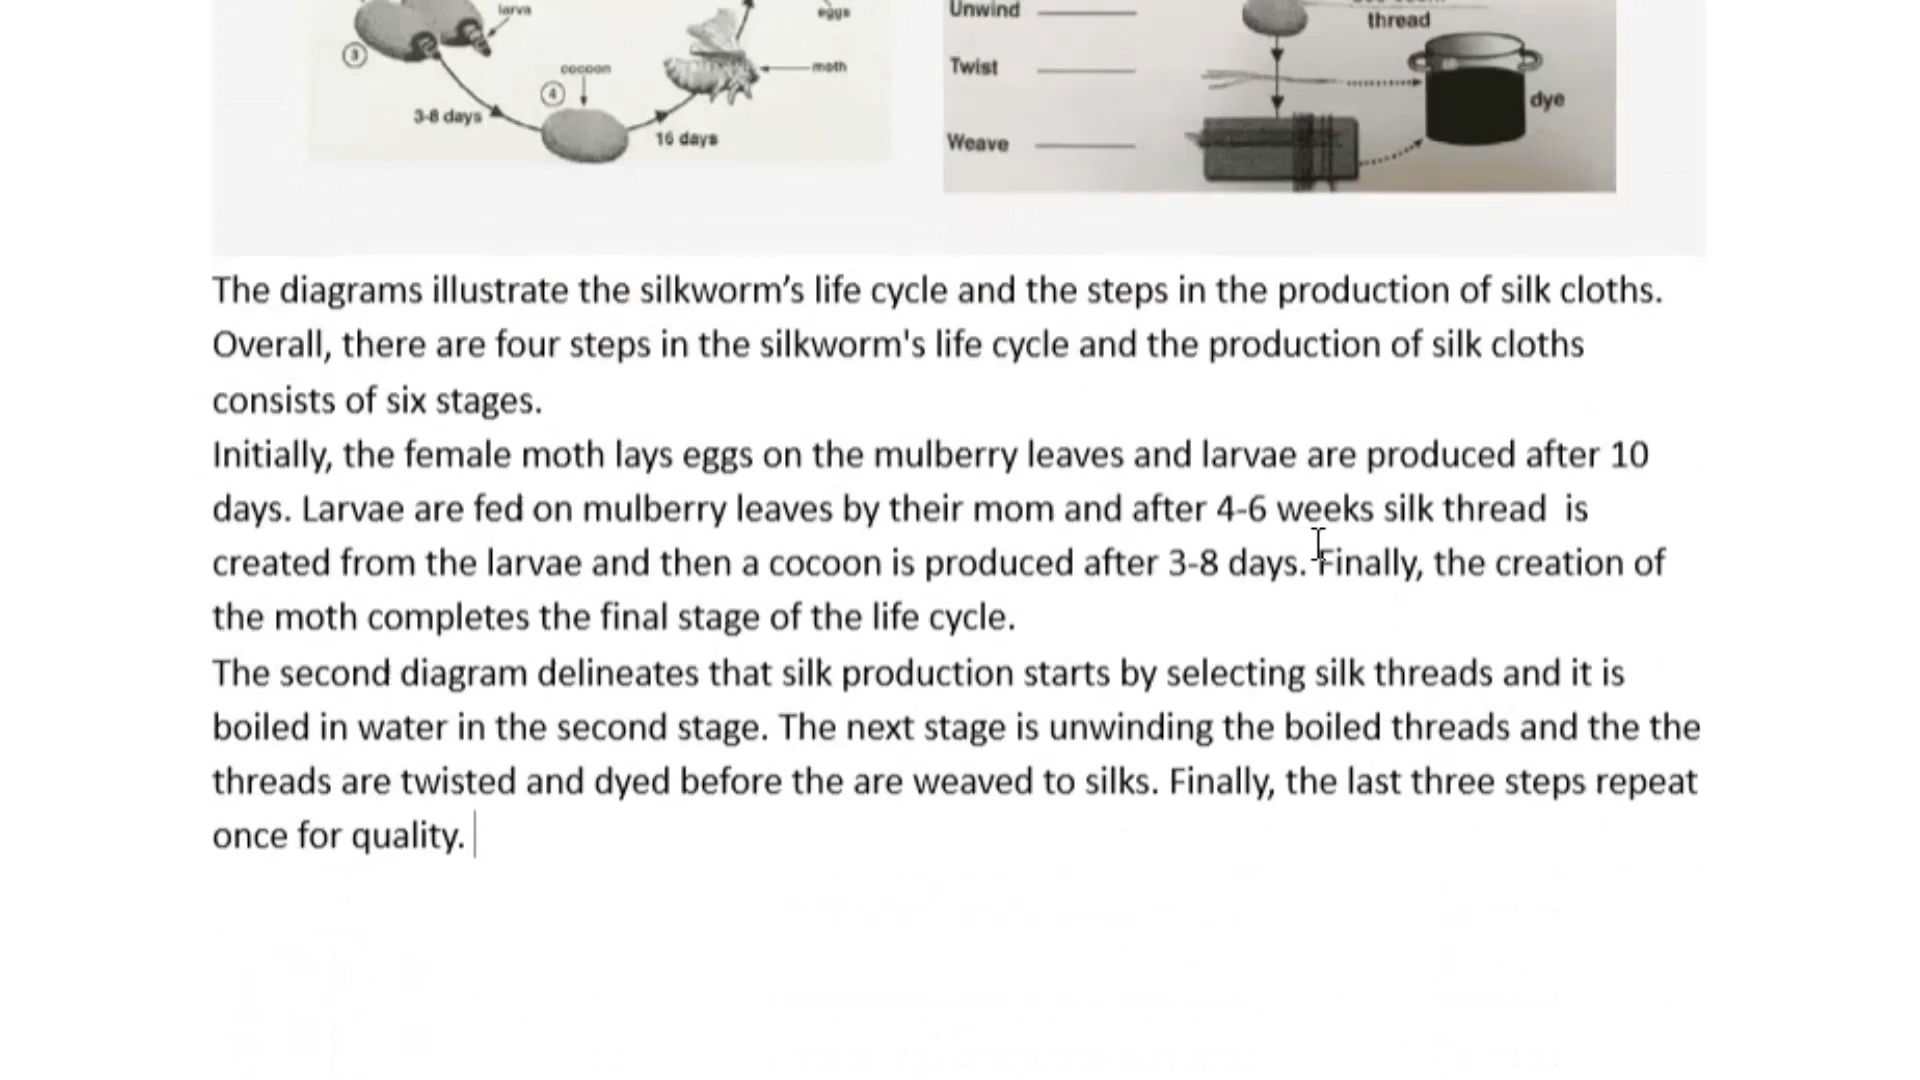 larva
eggs
③
moth
cocoon
④
3-8 days
16 days
Unwind
thread
Twist
dye
Weave
The diagrams illustrate the silkworm’s life cycle and the steps in the production of silk cloths.
Overall, there are four steps in the silkworm's life cycle and the production of silk cloths
consists of six stages.
Initially, the female moth lays eggs on the mulberry leaves and larvae are produced after 10
days. Larvae are fed on mulberry leaves by their mom and after 4-6 weeks silk thread  is
created from the larvae and then a cocoon is produced after 3-8 days. Finally, the creation of
the moth completes the final stage of the life cycle.
The second diagram delineates that silk production starts by selecting silk threads and it is
boiled in water in the second stage. The next stage is unwinding the boiled threads and the the
threads are twisted and dyed before the are weaved to silks. Finally, the last three steps repeat
once for quality.